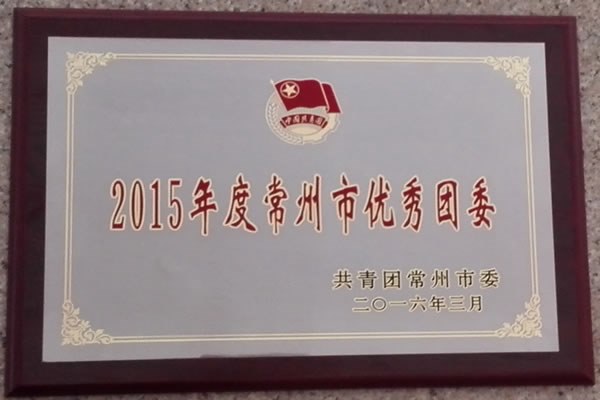 中国共青团
2015年度常州市优秀团委
共青团常州市委
二〇一六年三月